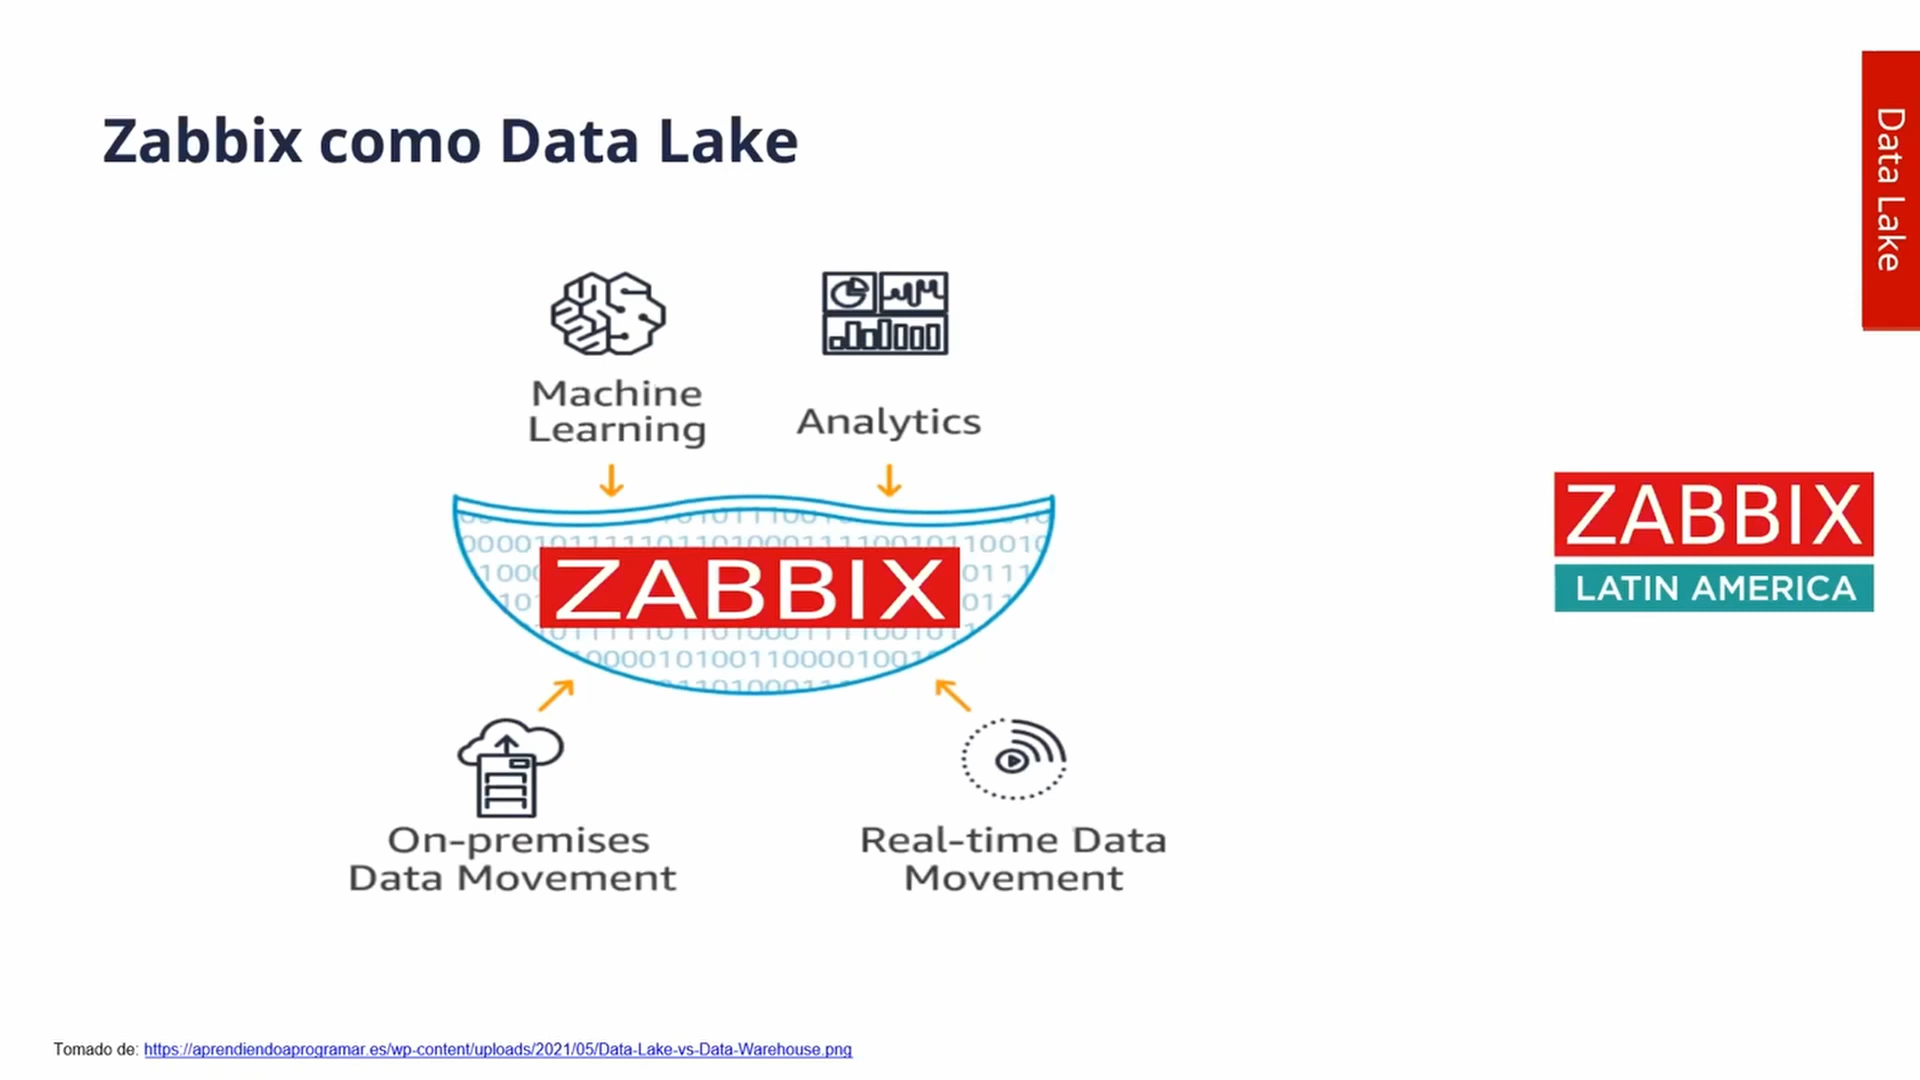 Zabbix como Data Lake
Data Lake
Machine
Learning
Analytics
ZABBIX
ZABBIX
LATIN AMERICA
On-premises
Data Movement
Real-time Data
Movement
Tomado de: https://aprendiendoaprogramar.es/wp-content/uploads/2021/05/Data-Lake-vs-Data-Warehouse.png